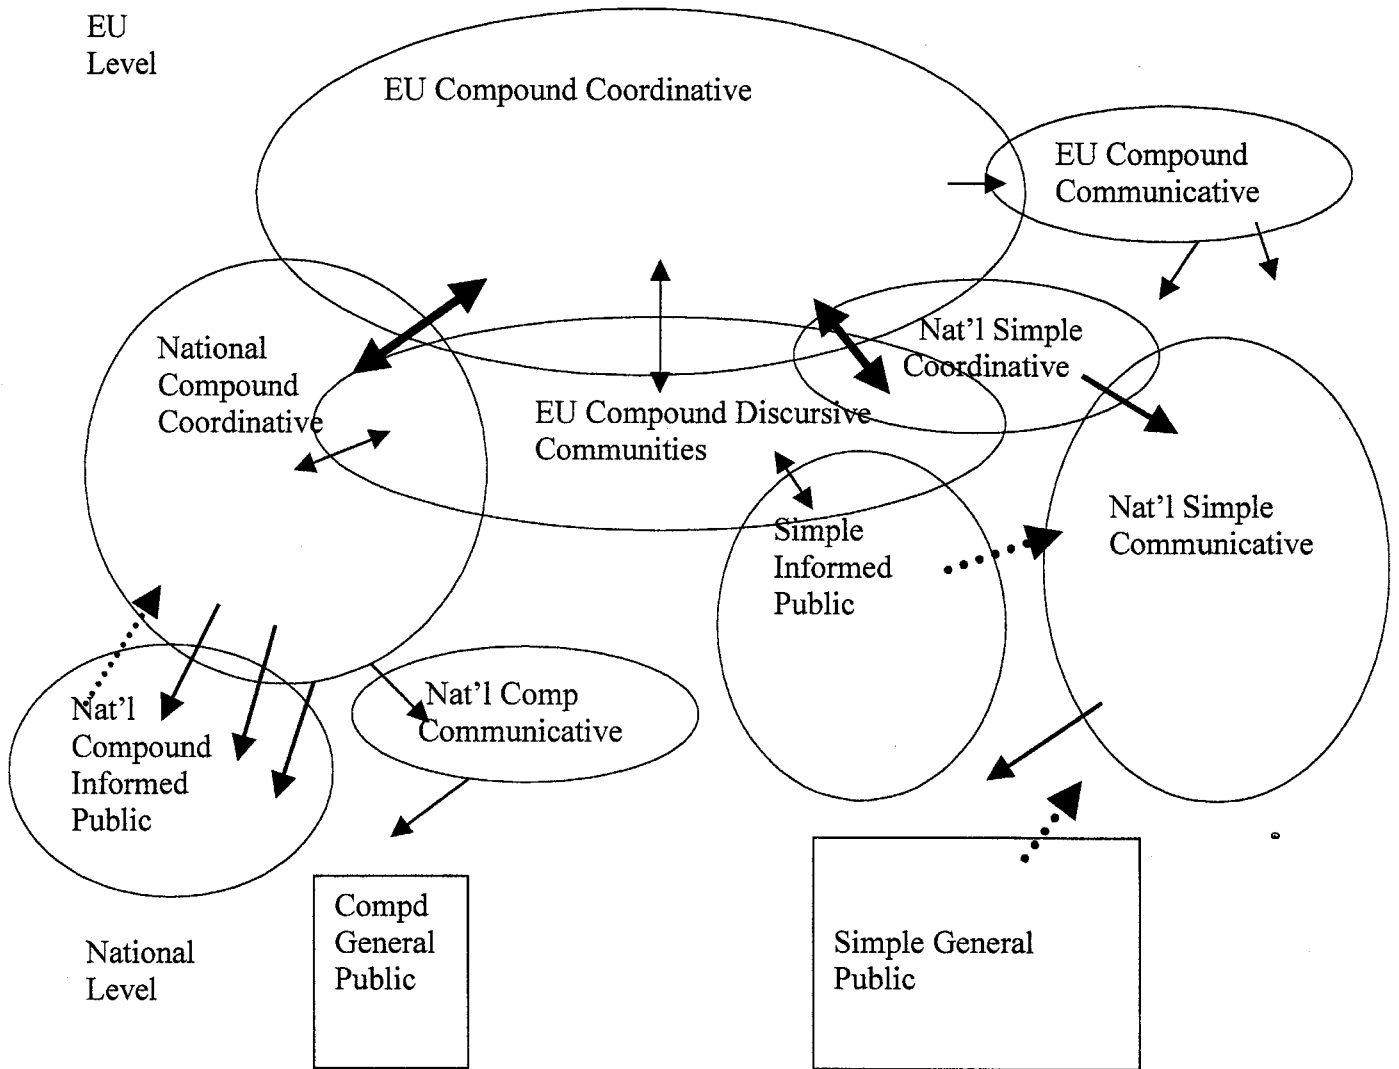 EU
Level
EU Compound Coordinative
EU Compound
Communicative
National
Compound
Coordinative
Nat'l Simple
Coordinative
EU Compound Discursive
Communities
Simple
Informed
Public
Nat'l Simple
Communicative
Nat'l
Compound
Informed
Public
Nat'l Comp
Communicative
Compd
General
Public
Simple General
Public
National
Level